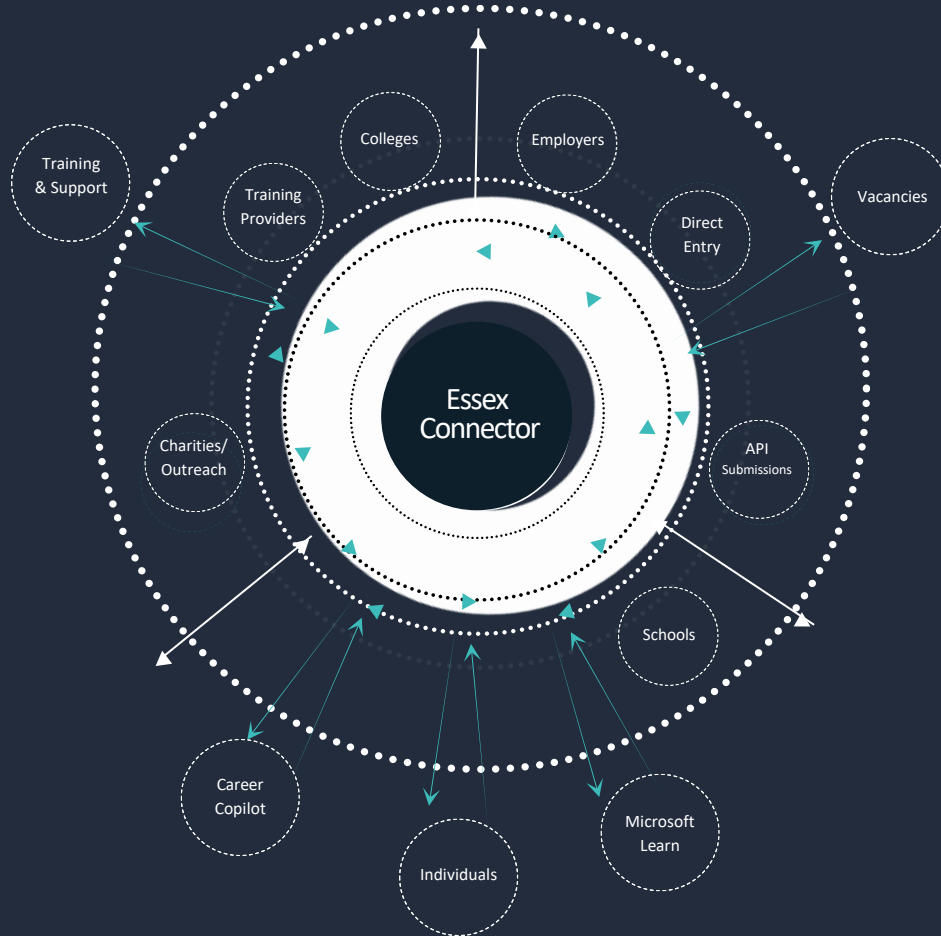 Colleges
Employers
Training
& Support
Vacancies
Training
Providers
Direct
Entry
Essex
Connector
Charities/
Outreach
API
Submissions
Schools
Career
Copilot
Microsoft
Learn
Individuals